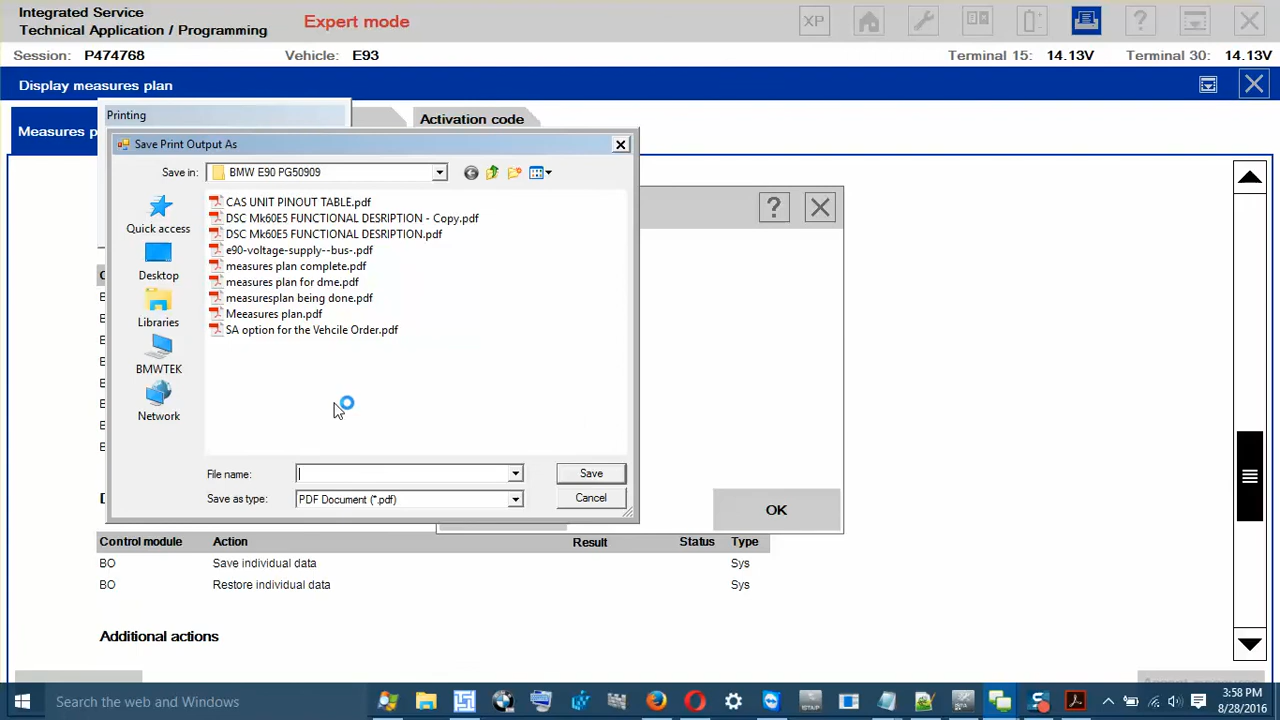 Integrated Service
Technical Application / Programming
Expert mode
XP
?
Session: P474768
Vehicle: E93
Terminal 15: 14.13V
Terminal 30: 14.13V
Display measures plan
Measures p
Activation code
Printing
Save Print Output As
Save in: BMW E90 PG50909
Quick access
Desktop
Libraries
BMWTEK
Network
CAS UNIT PINOUT TABLE.pdf
DSC Mk60E5 FUNCTIONAL DESRIPTION - Copy.pdf
DSC Mk60E5 FUNCTIONAL DESRIPTION.pdf
e90-voltage-supply--bus-.pdf
measures plan complete.pdf
measures plan for dme.pdf
measuresplan being done.pdf
Meeasures plan.pdf
SA option for the Vehcile Order.pdf
File name:
Save
Save as type: PDF Document (*.pdf)
Cancel
?
OK
Control module Action Result Status Type
BO Save individual data Sys
BO Restore individual data Sys
Additional actions
Search the web and Windows
3:58 PM
8/28/2016